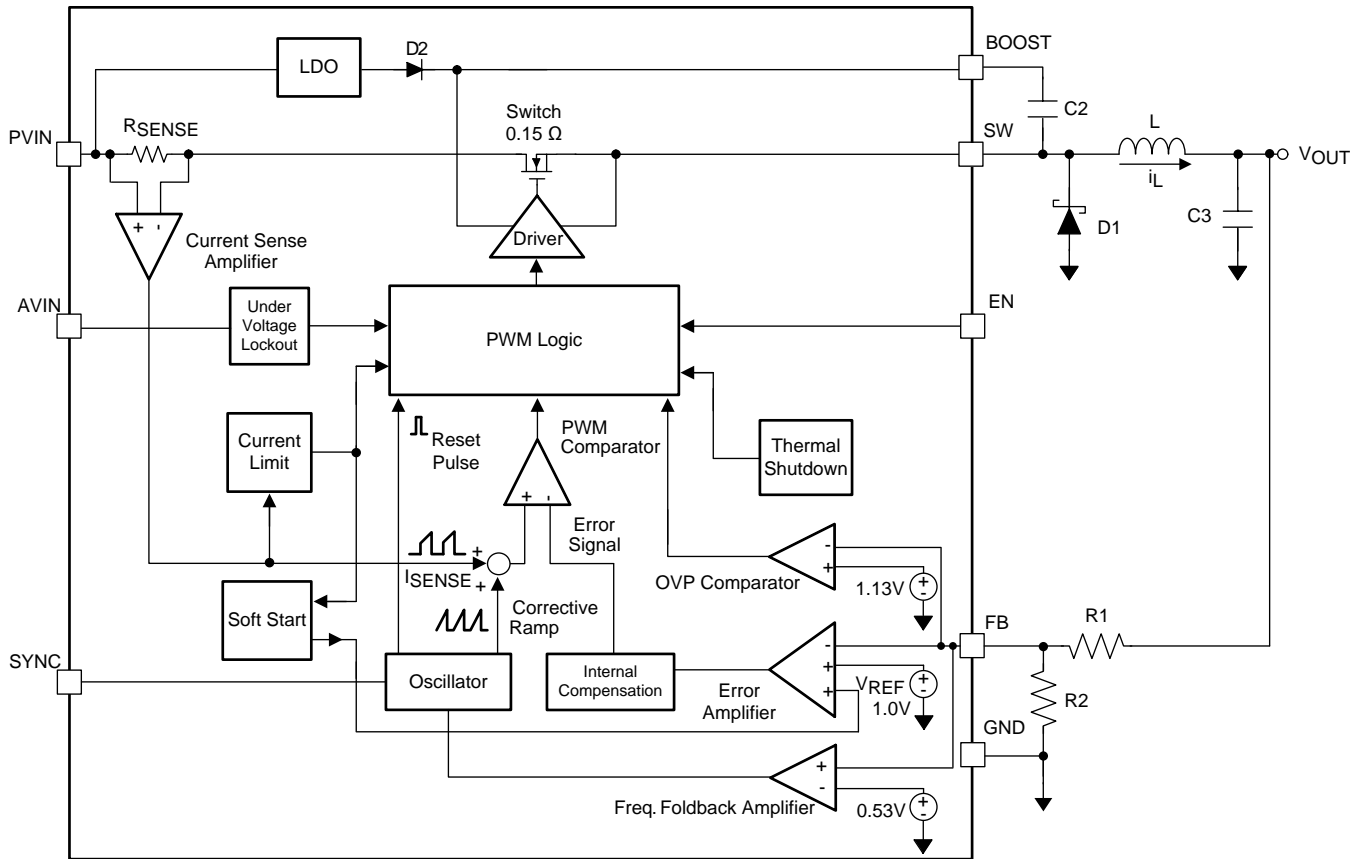 BOOST
D2
LDO
C2
Switch
0.15 Ω
L
RSENSE
PVIN
SW
VOUT
iL
+ -
C3
D1
Driver
Current Sense
Amplifier
AVIN
EN
Under
Voltage
Lockout
PWM Logic
PWM
Comparator
Reset
Pulse
Current
Limit
Thermal
Shutdown
+ -
Error
Signal
-
+
+
ISENSE
+
OVP Comparator
1.13V
+
-
Soft Start
Corrective
Ramp
FB
R1
SYNC
-
+
+
Oscillator
Internal
Compensation
Error
Amplifier
VREF
1.0V
+
-
R2
GND
+
-
Freq. Foldback Amplifier
0.53V
+
-